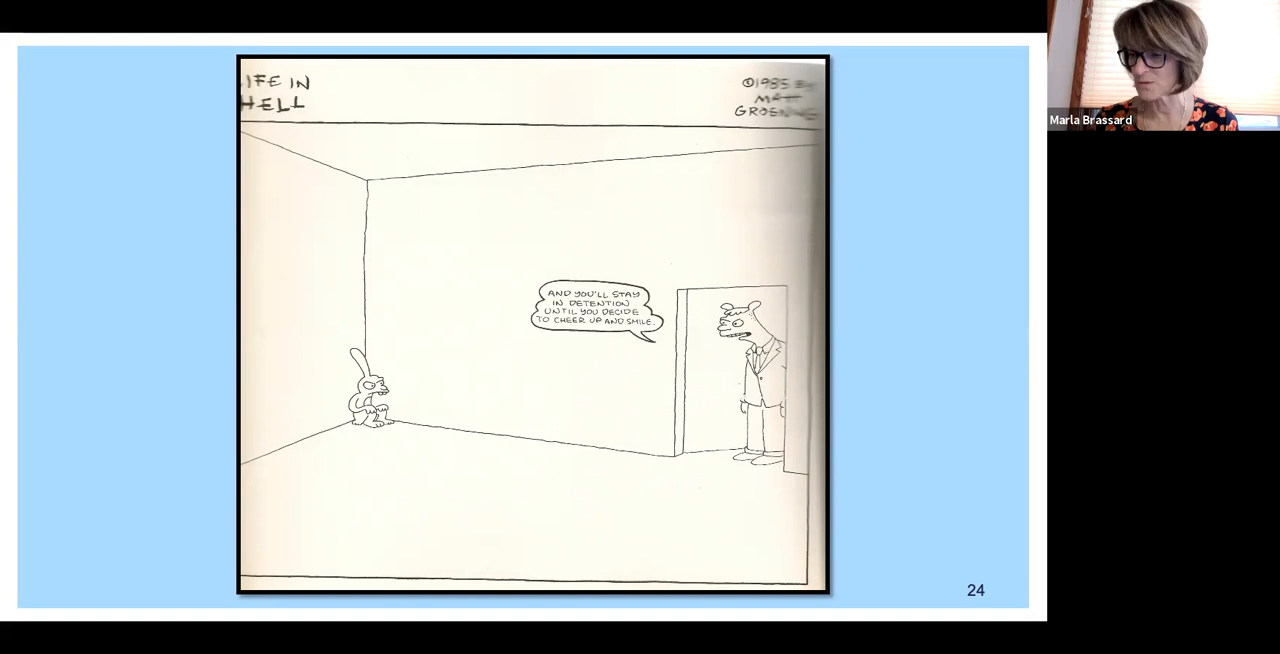 IFE IN
HELL
©1985 BY
MATT
GROENING
AND YOU'LL STAY
IN DETENTION
UNTIL YOU DECIDE
TO CHEER UP AND SMILE.
Marla Brassard
24